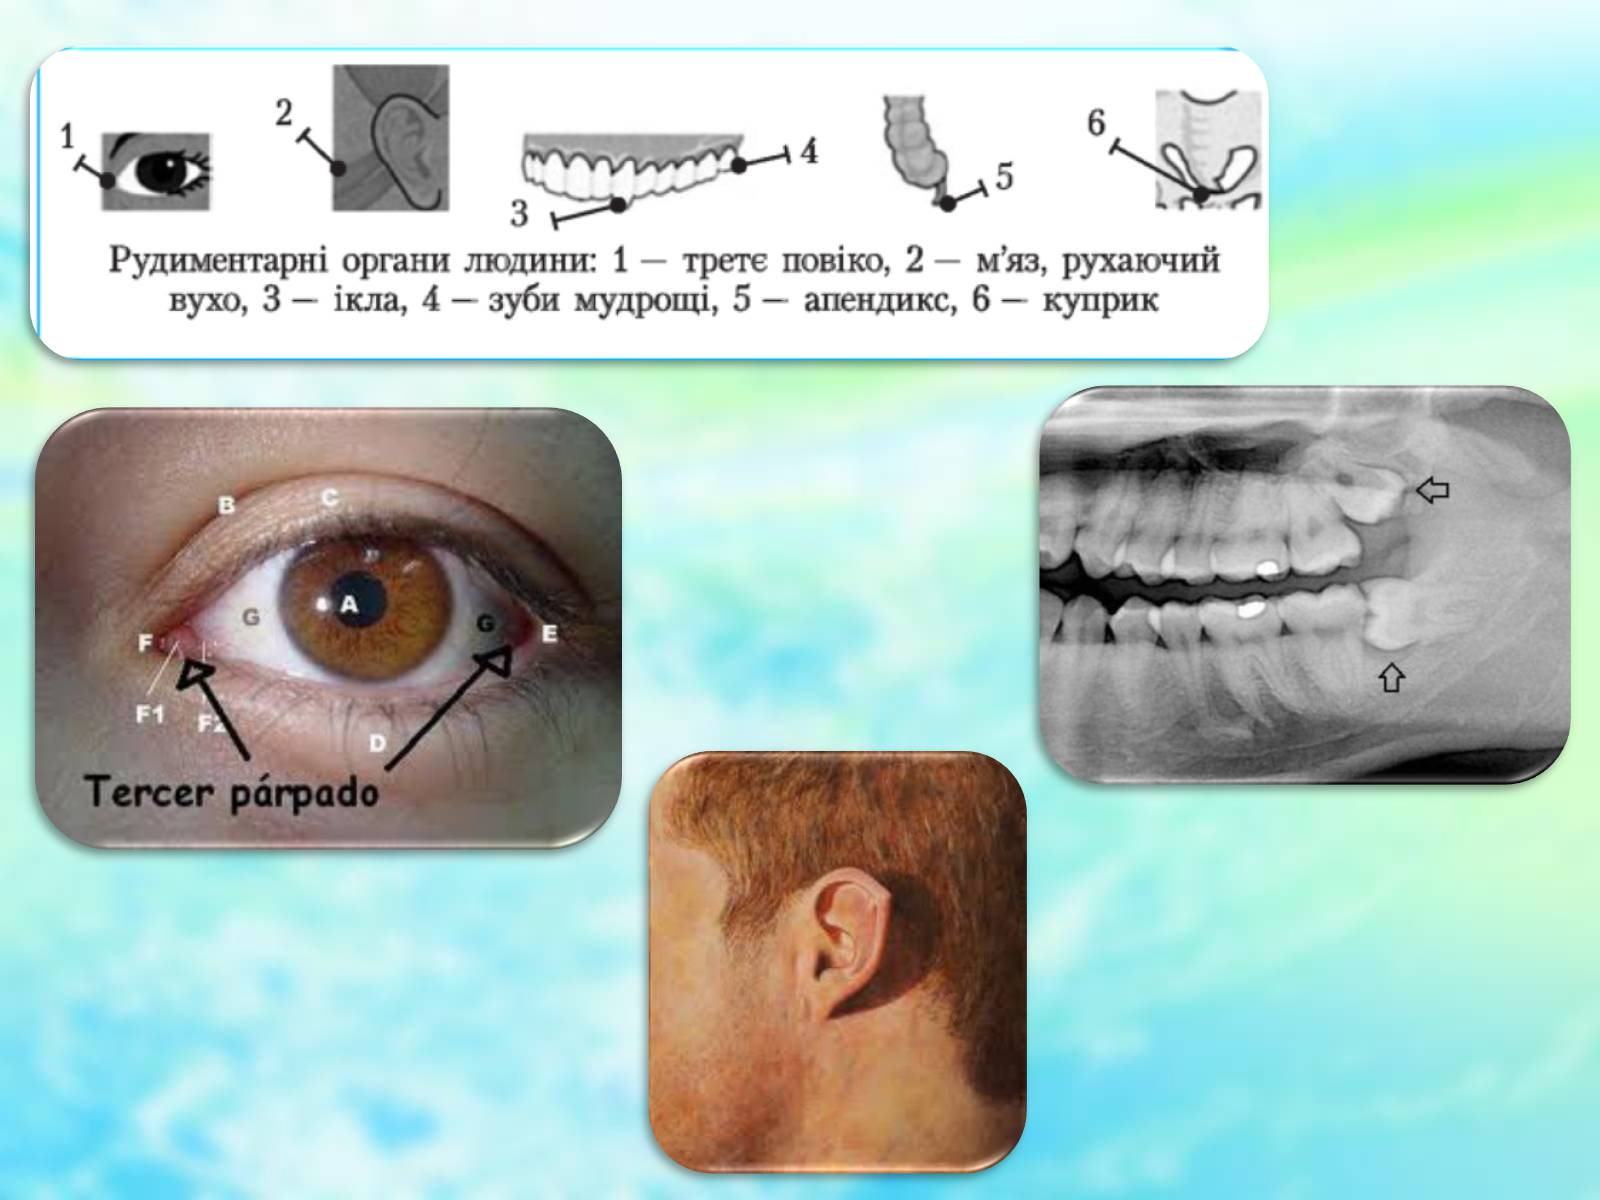 1
2
3
4
5
6
Рудиментарні органи людини: 1 — третє повіко, 2 — м’яз, рухаючий
вухо, 3 — ікла, 4 — зуби мудрощі, 5 — апендикс, 6 — куприк
B
C
A
G
G
F
E
F1
F2
D
Tercer párpado